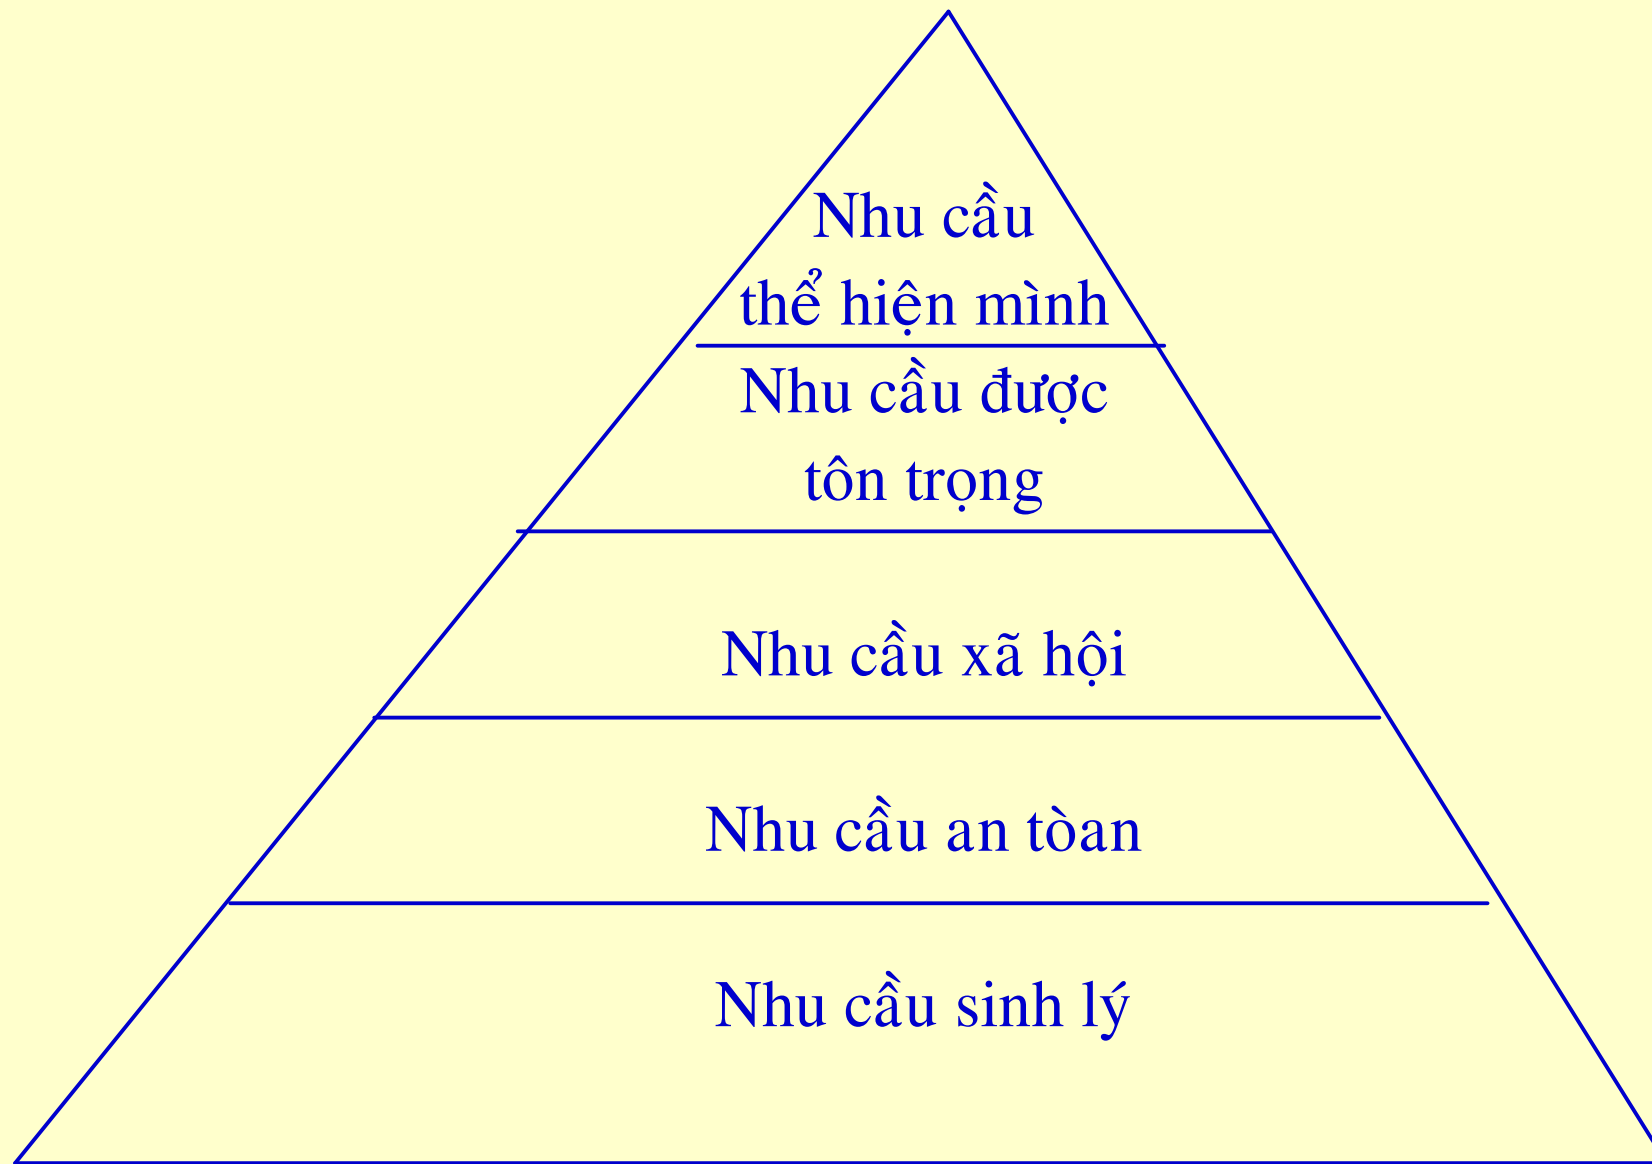 Nhu cầu
thể hiện mình
Nhu cầu được
tôn trọng
Nhu cầu xã hội
Nhu cầu an tòan
Nhu cầu sinh lý